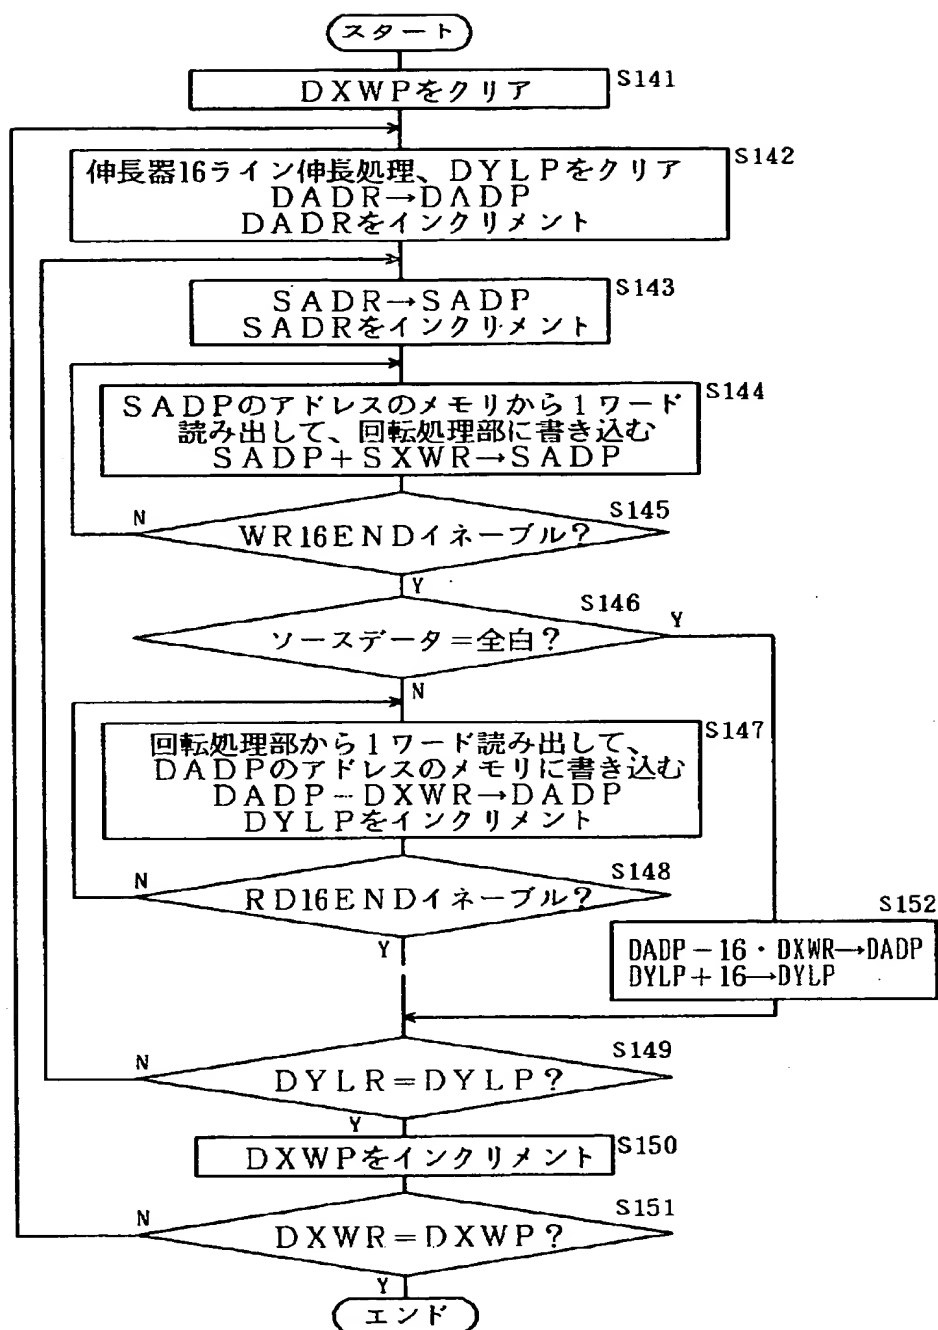 スタート
S141
DXWPをクリア
S142
伸長器16ライン伸長処理、DYLPをクリア
DADR→DADP
DADRをインクリメント
S143
SADR→SADP
SADRをインクリメント
S144
SADPのアドレスのメモリから1ワード
読み出して、回転処理部に書き込む
SADP+SXWR→SADP
S145
N
WR16ENDイネーブル?
Y
S146
ソースデータ=全白?
Y
N
S147
回転処理部から1ワード読み出して、
DADPのアドレスのメモリに書き込む
DADP-DXWR→DADP
DYLPをインクリメント
S148
N
RD16ENDイネーブル?
Y
S152
DADP-16・DXWR→DADP
DYLP+16→DYLP
S149
N
DYLR=DYLP?
Y
S150
DXWPをインクリメント
S151
N
DXWR=DXWP?
Y
エンド